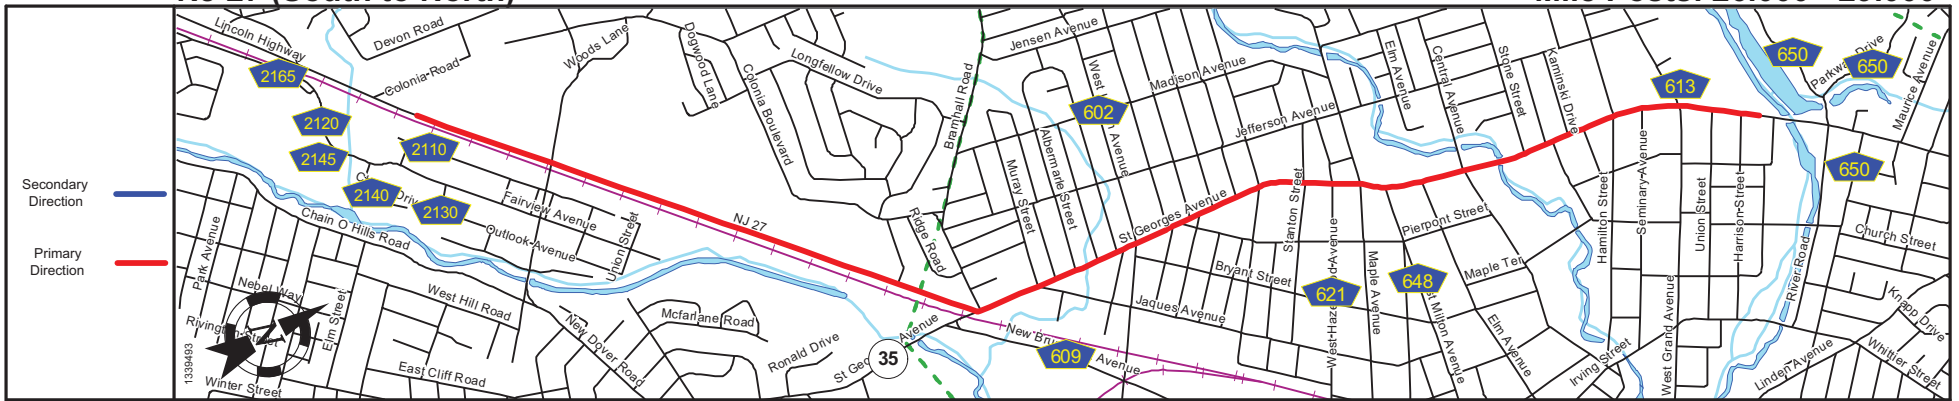 Secondary
Direction
Primary
Direction
Lincoln Highway
Devon Road
Colonia Road
Woods Lane
Dogwood Lane
Longfellow Drive
Colonia Boulevard
Bramhall Road
Jensen Avenue
Madison Avenue
Jefferson Avenue
Elm Avenue
Central Avenue
Stone Street
Kaminski Drive
Maurice Avenue
2165
2120
2145
2110
2140
2130
602
613
650
650
650
Fairview Avenue
Outlook Avenue
Union Street
Chain O Hills Road
Park Avenue
Nebel Way
Elm Street
Winter Street
West Hill Road
East Cliff Road
New Dover Road
Mcfarlane Road
Ronald Drive
NJ 27
Ridge Road
Murray Street
Albermarle Street
St Georges Avenue
Stanton Street
Bryant Street
Jaques Avenue
Maple Avenue
Pierpont Street
Maple Ter
Elm Avenue
Irving Street
Hamilton Street
Seminary Avenue
Union Street
Harrison Street
West Grand Avenue
River Road
Church Street
Knapp Drive
Whittier Street
Linden Avenue
621
648
609
35
Avenue
1339493